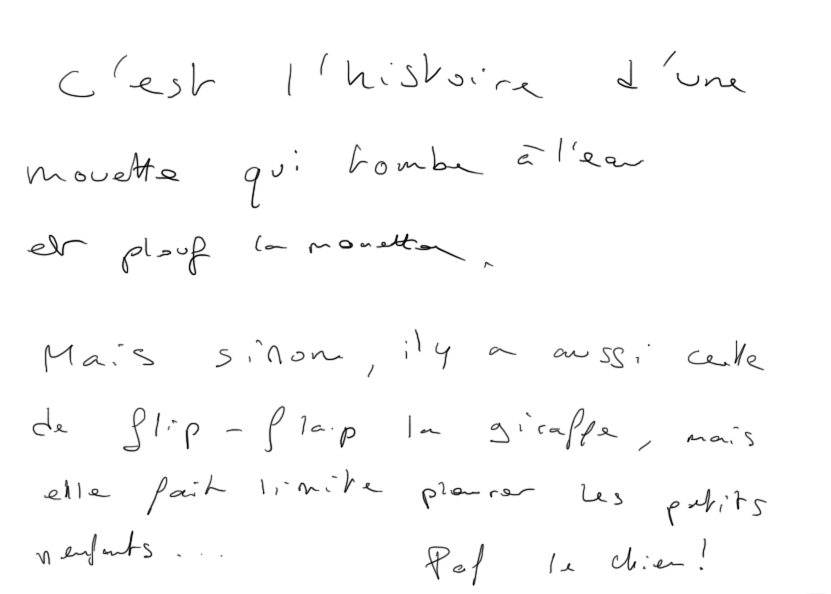 C'est l'histoire d'une
mouette qui tombe à l'eau
et plouf la mouette.
Mais sinon, il y a aussi celle
de flip-flap la giraffe, mais
elle fait limite pleurer les petits
nenfants... Paf le chien!